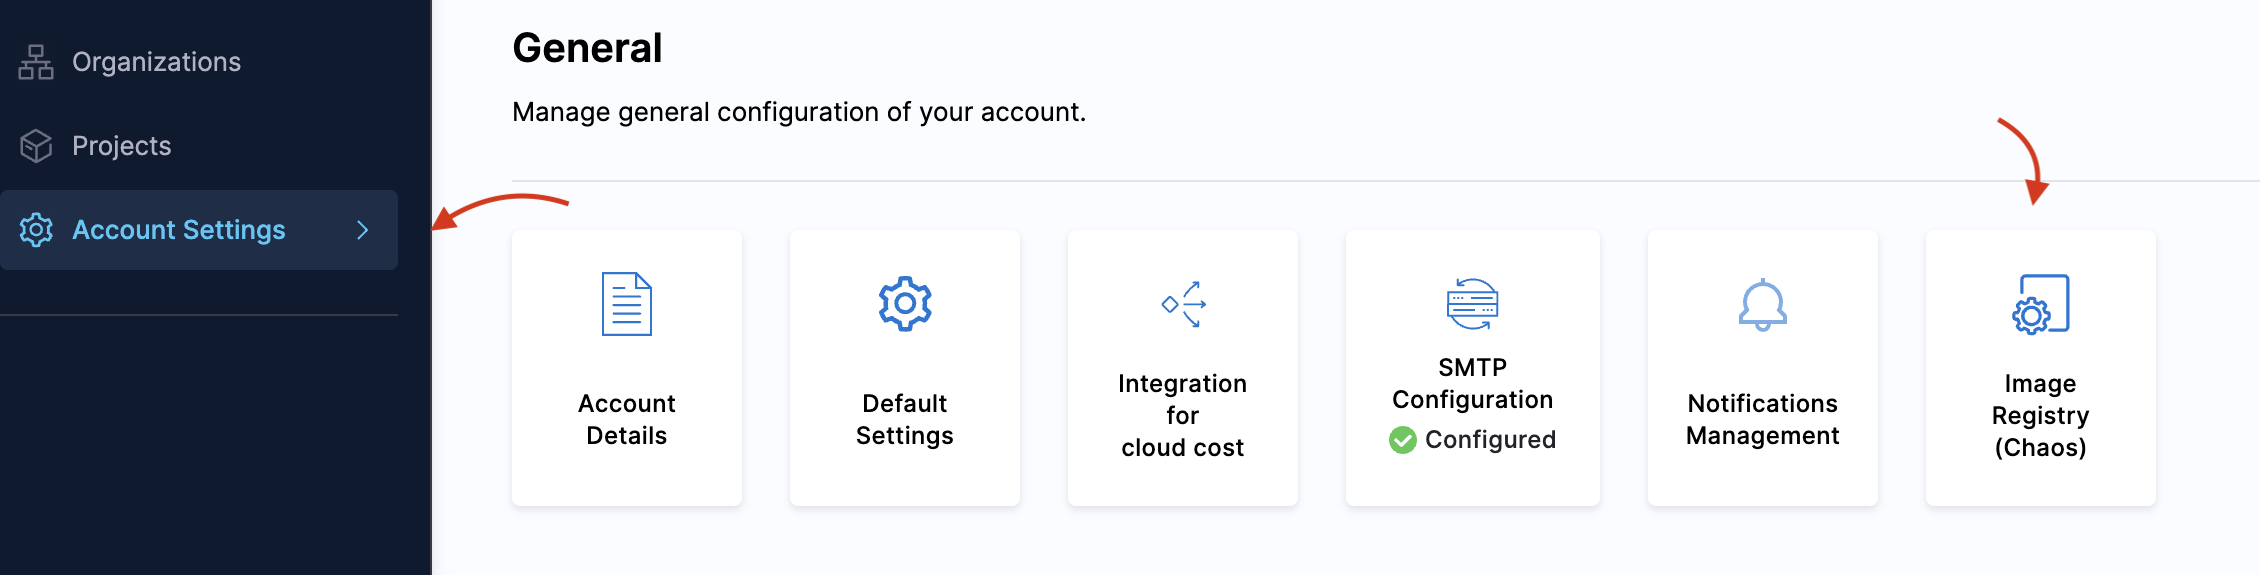 Organizations
Projects
Account Settings
General
Manage general configuration of your account.
Account
Details
Default
Settings
Integration
for
cloud cost
SMTP
Configuration
Configured
Notifications
Management
Image
Registry
(Chaos)